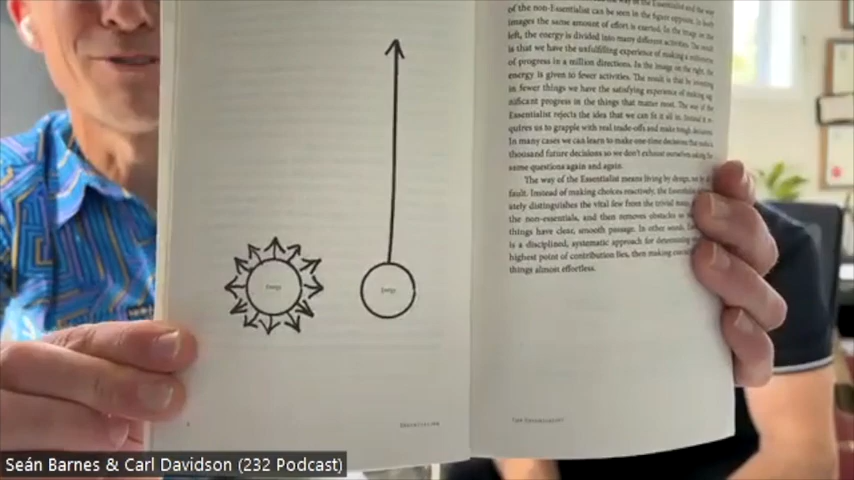 Energy
Energy
ESSENTIALISM
of the non-Essentialist can be seen in the figure opposite. In both
images the same amount of effort is exerted. In the image on the
left, the energy is divided into many different activities. The result
is that we have the unfulfilling experience of making a millimeter
of progress in a million directions. In the image on the right, the
energy is given to fewer activities. The result is that by investing
in fewer things we have the satisfying experience of making sig-
nificant progress in the things that matter most. The way of the
Essentialist rejects the idea that we can fit it all in. Instead it re-
quires us to grapple with real trade-offs and make tough decisions.
In many cases we can learn to make one-time decisions that make a
thousand future decisions so we don't exhaust ourselves asking the
same questions again and again.
The way of the Essentialist means living by design, not by de-
fault. Instead of making choices reactively, the Essentialist
ately distinguishes the vital few from the trivial many,
the non-essentials, and then removes obstacles so
things have clear, smooth passage. In other words,
is a disciplined, systematic approach for determining
highest point of contribution lies, then making
things almost effortless.
THE ESSENTIALIST
Seán Barnes & Carl Davidson (232 Podcast)